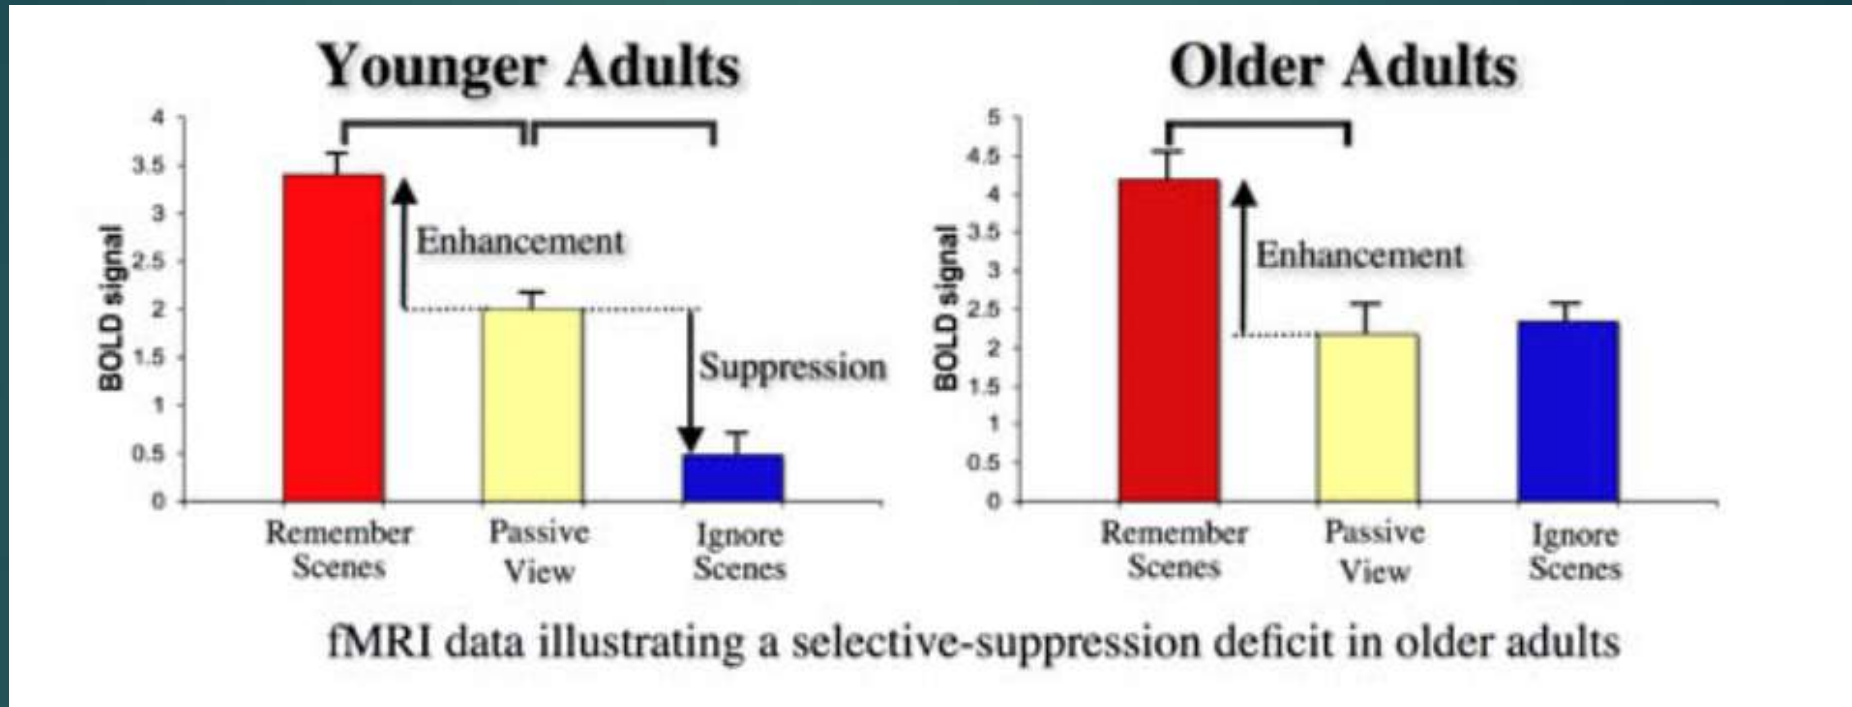 Younger Adults
4
3.5
3
2.5
2
1.5
1
0.5
0
BOLD signal
Enhancement
Suppression
Remember Scenes
Passive View
Ignore Scenes
Older Adults
5
4.5
4
3.5
3
2.5
2
1.5
1
0.5
0
BOLD signal
Enhancement
Remember Scenes
Passive View
Ignore Scenes
fMRI data illustrating a selective-suppression deficit in older adults